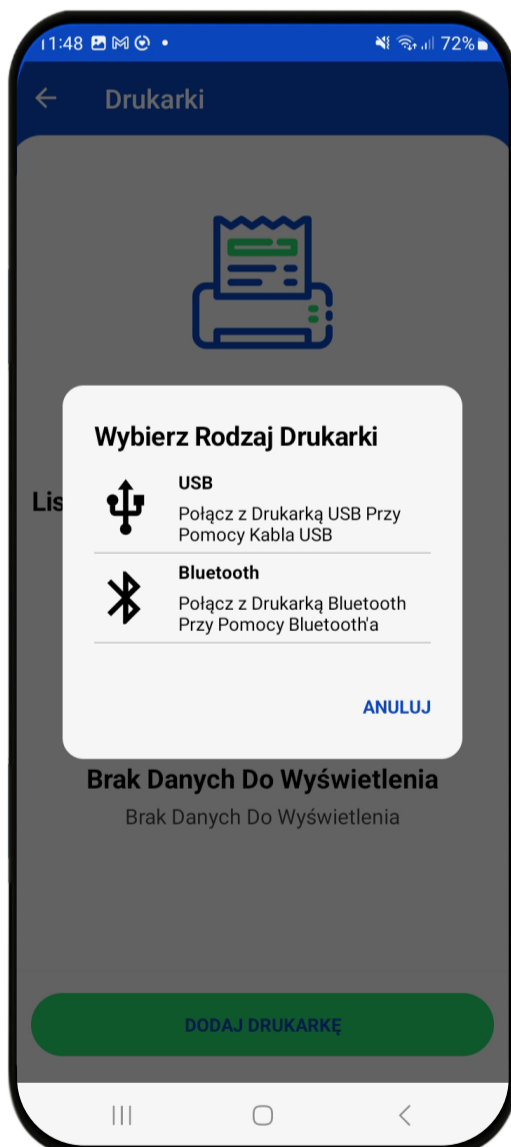 11:48
72%
Drukarki
Wybierz Rodzaj Drukarki
USB
Połącz z Drukarką USB Przy
Pomocy Kabla USB
Lis
Bluetooth
Połącz z Drukarką Bluetooth
Przy Pomocy Bluetooth'a
ANULUJ
Brak Danych Do Wyświetlenia
Brak Danych Do Wyświetlenia
DODAJ DRUKARKĘ